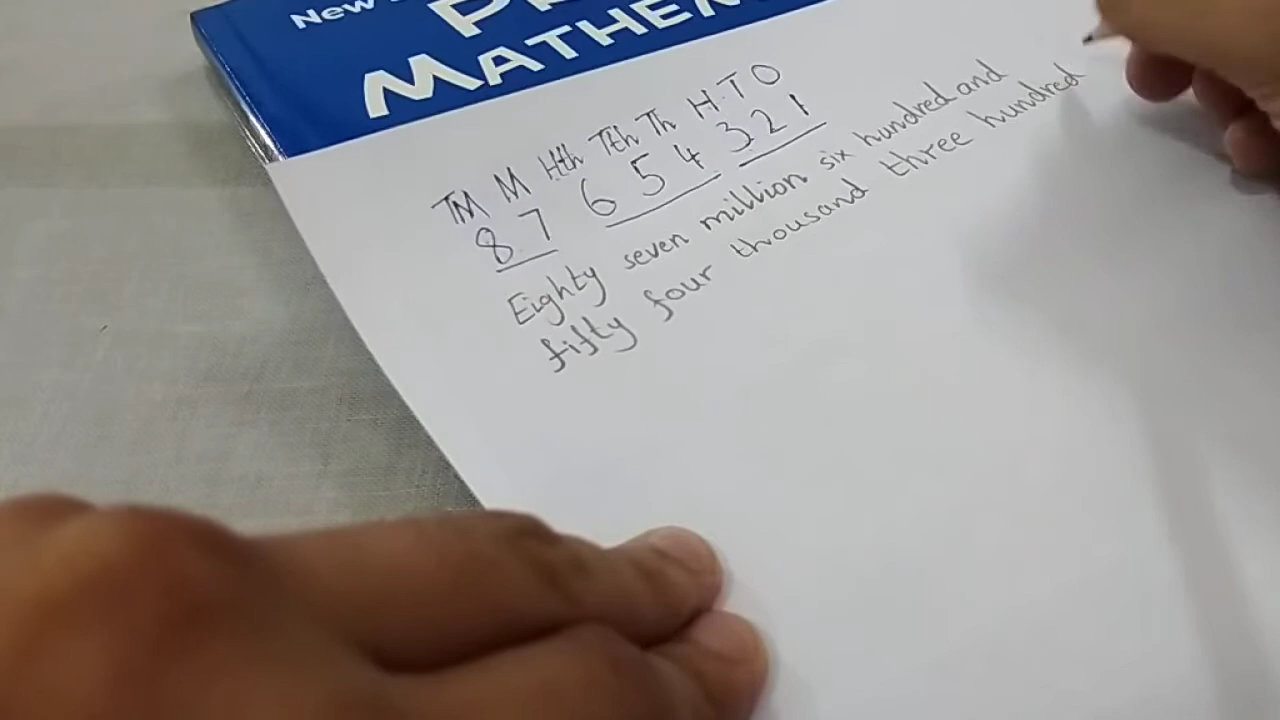 New
MATHEM
TM M Hth TTh Th H.T O
8 7 6 5 4 3 2 1
Eighty seven million six hundred and
fifty four thousand three hundred